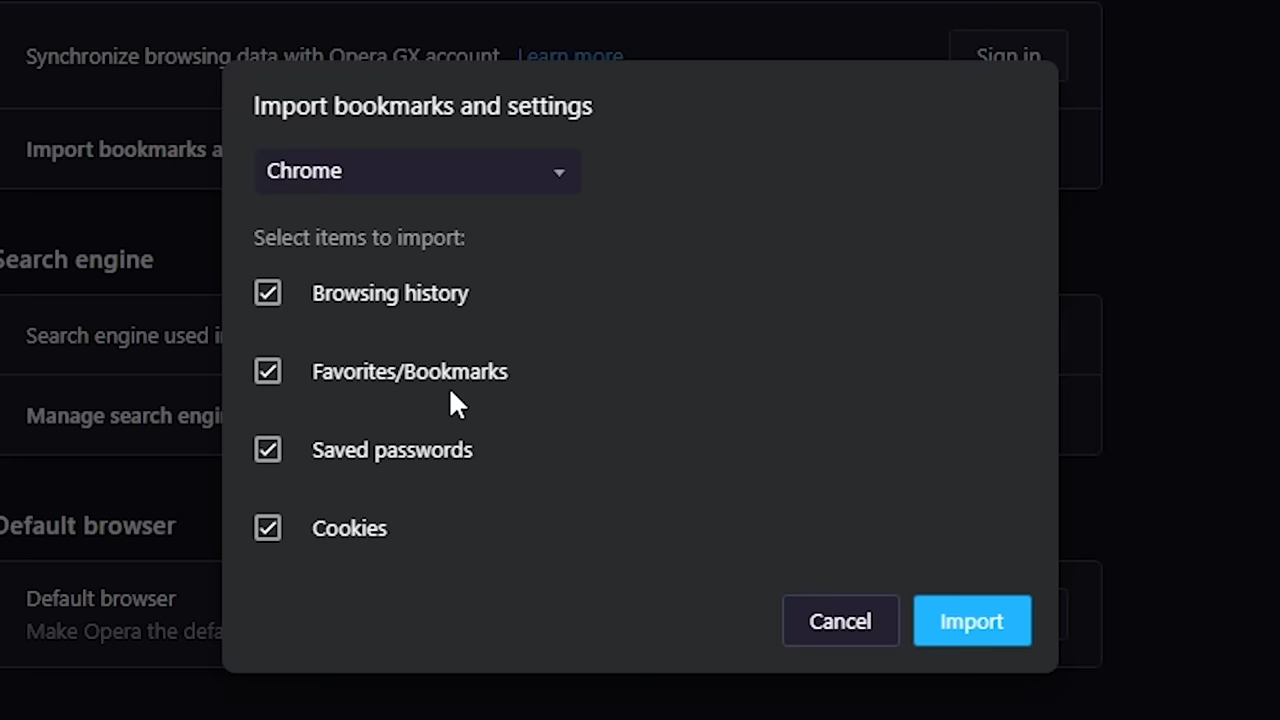 Synchronize browsing data with Opera GX account Learn more Sign in
Import bookmarks and settings
Import bookmarks a
Chrome
Select items to import:
Search engine
Browsing history
Search engine used i
Favorites/Bookmarks
Manage search engi
Saved passwords
Default browser
Cookies
Default browser
Make Opera the defa
Cancel Import